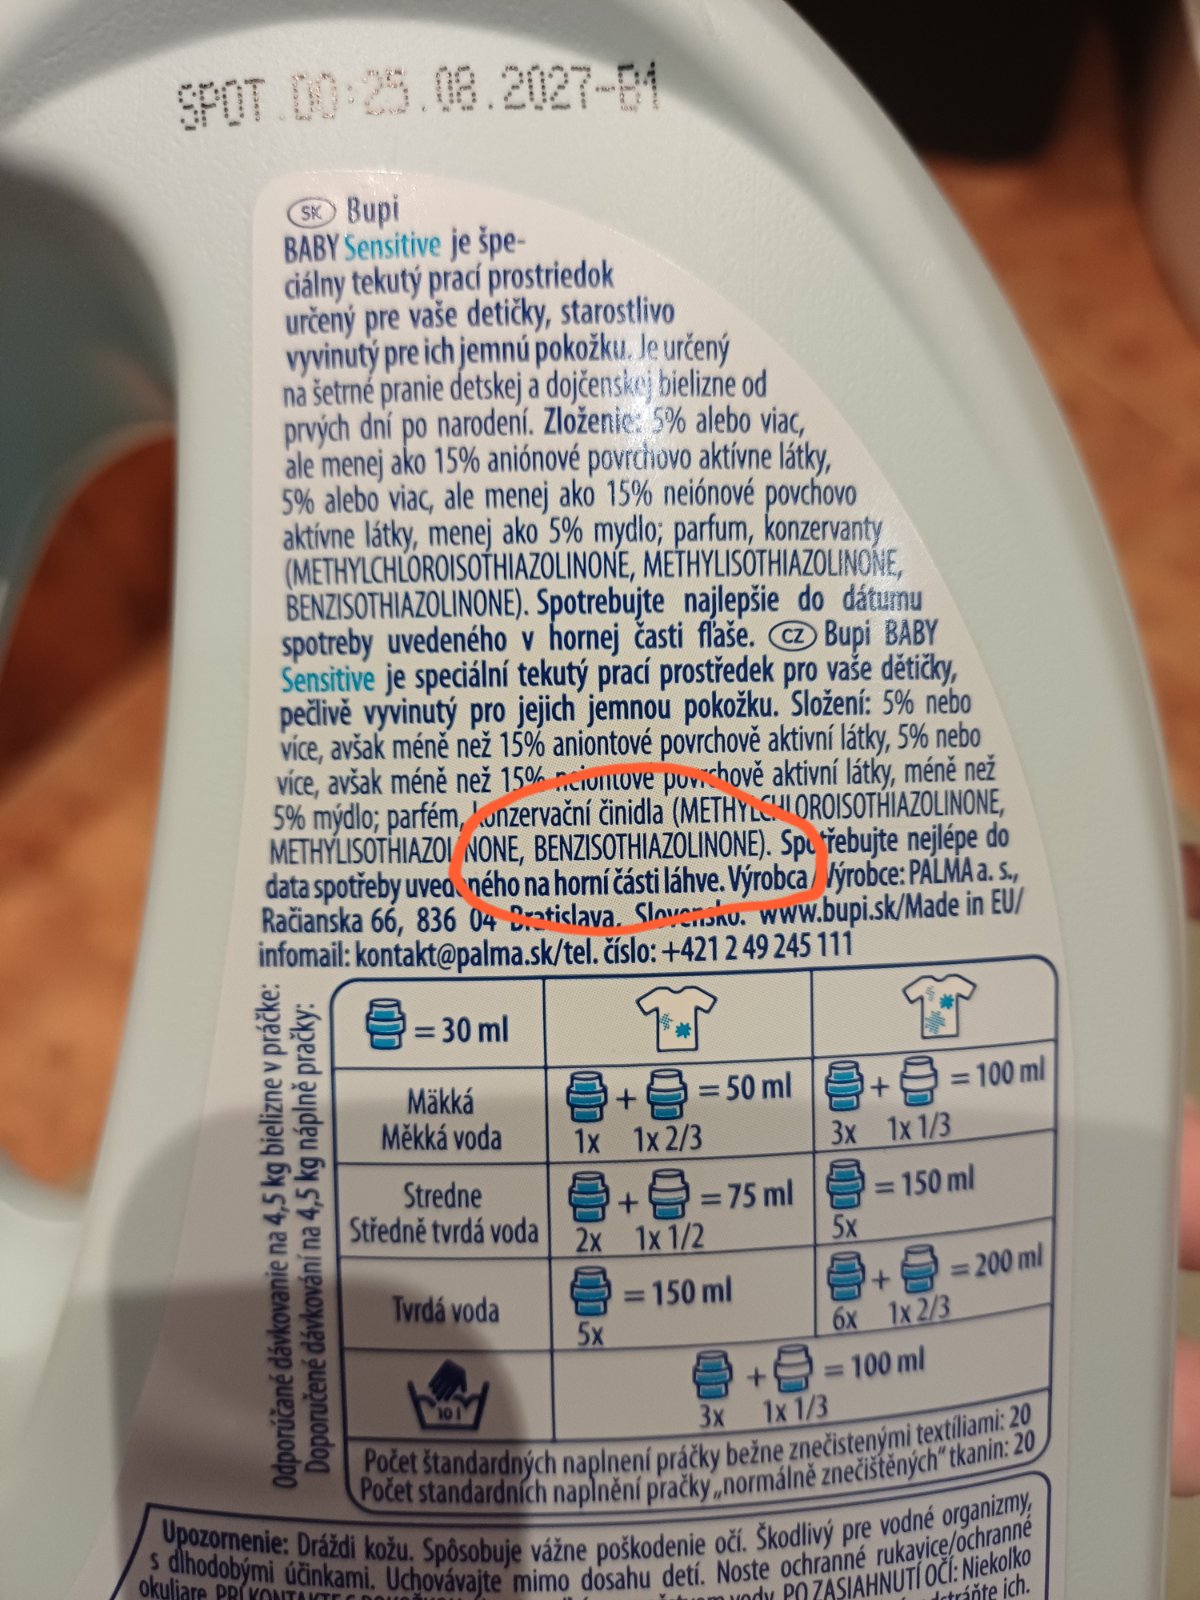 SPOT.DO:25.08.2027-B1
SK Bupi
BABY Sensitive je špe-
ciálny tekutý prací prostriedok
určený pre vaše detičky, starostlivo
vyvinutý pre ich jemnú pokožku. Je určený
na šetrné pranie detskej a dojčenskej bielizne od
prvých dní po narodení. Zloženie: 5% alebo viac,
ale menej ako 15% aniónové povrchovo aktívne látky,
5% alebo viac, ale menej ako 15% neiónové povchovo
aktívne látky, menej ako 5% mydlo; parfum, konzervanty
(METHYLCHLOROISOTHIAZOLINONE, METHYLISOTHIAZOLINONE,
BENZISOTHIAZOLINONE). Spotrebujte najlepšie do dátumu
spotreby uvedeného v hornej časti fľaše. CZ Bupi BABY
Sensitive je speciální tekutý prací prostředek pro vaše dětičky,
pečlivě vyvinutý pro jejich jemnou pokožku. Složení: 5% nebo
více, avšak méně než 15% aniontové povrchově aktivní látky, 5% nebo
více, avšak méně než 15% neiontové povrchově aktivní látky, méně než
5% mýdlo; parfém, konzervační činidla (METHYLCHLOROISOTHIAZOLINONE,
METHYLISOTHIAZOLINONE, BENZISOTHIAZOLINONE). Spotřebujte nejlépe do
data spotřeby uvedeného na horní části láhve. Výrobca/Výrobce: PALMA a. s.,
Račianska 66, 836 04 Bratislava, Slovensko. www.bupi.sk/Made in EU/
infomail: kontakt@palma.sk/tel. číslo: +421 2 49 245 111
Odporúčané dávkovanie na 4,5 kg bielizne v práčke:
Doporučené dávkování na 4,5 kg náplně pračky:
= 30 ml
Mäkká
Měkká voda
+ = 50 ml
1x 1x 2/3
+ = 100 ml
3x 1x 1/3
Stredne
Středně tvrdá voda
+ = 75 ml
2x 1x 1/2
= 150 ml
5x
Tvrdá voda
= 150 ml
5x
+ = 200 ml
6x 1x 2/3
10 l
+ = 100 ml
3x 1x 1/3
Počet štandardných naplnení práčky bežne znečistenými textíliami: 20
Počet standardních naplnění pračky „normálně znečištěných“ tkanin: 20
Upozornenie: Dráždi kožu. Spôsobuje vážne poškodenie očí. Škodlivý pre vodné organizmy,
s dlhodobými účinkami. Uchovávajte mimo dosahu detí. Noste ochranné rukavice/ochranné
okuliare. PRI KONTAKTE S POKOŽKOU: vody. PO ZASIAHNUTÍ OČÍ: Niekoľko
ich.